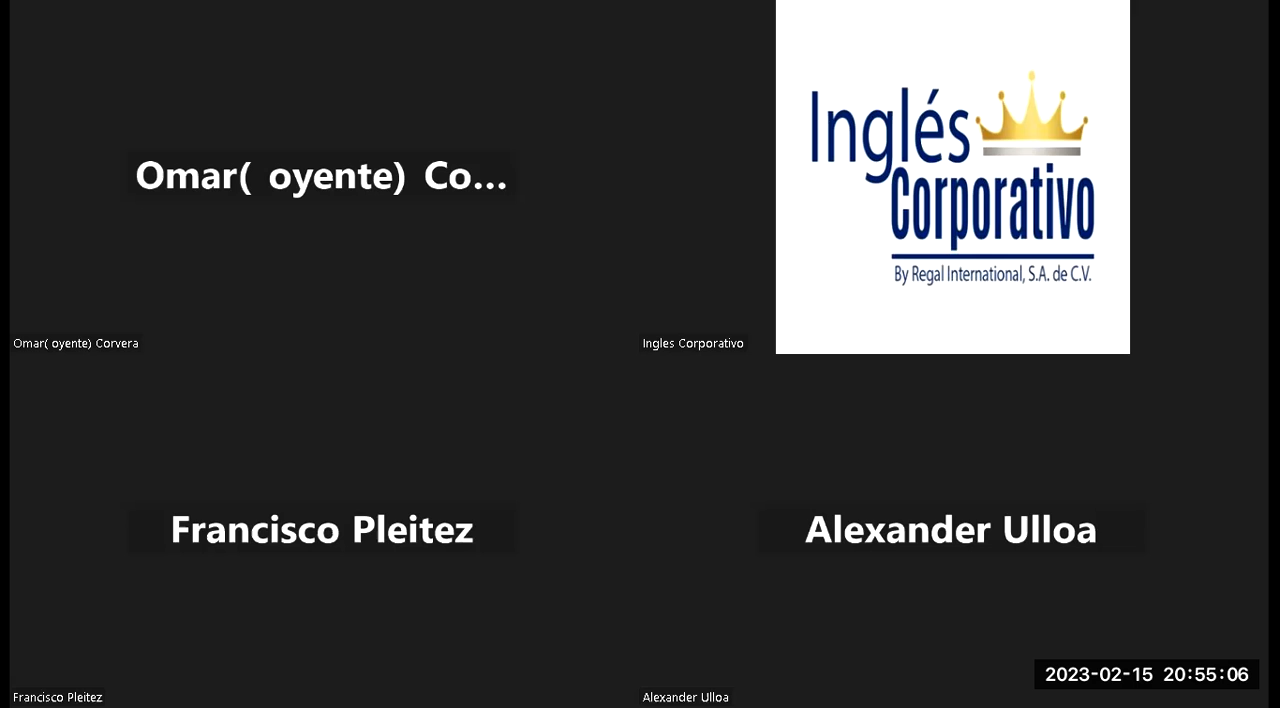 Omar( oyente) Co...
Omar( oyente) Corvera
Inglés
Corporativo
By Regal International, S.A. de C.V.
Ingles Corporativo
Francisco Pleitez
Francisco Pleitez
Alexander Ulloa
Alexander Ulloa
2023-02-15 20:55:06